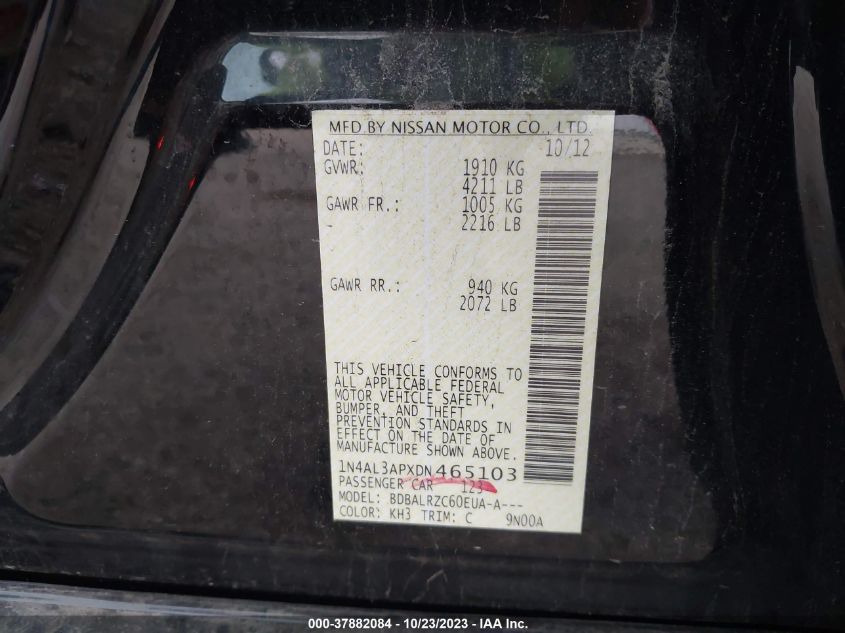 MFD BY NISSAN MOTOR CO., LTD.
DATE: 10/12
GVWR: 1910 KG
4211 LB
GAWR FR.: 1005 KG
- 2216 LB
GAWR RR.: 940 KG
2072 LB
THIS VEHICLE CONFORMS TO
ALL APPLICABLE FEDERAL
MOTOR VEHICLE SAFETY,
BUMPER, AND THEFT
PREVENTION STANDARDS IN
EFFECT ON THE DATE OF
MANUFACTURE SHOWN ABOVE.
1N4AL3APXDN465103
PASSENGER CAR 123
MODEL: BDBALRZC60EUA-A---
COLOR: KH3 TRIM: C 9N00A
000-37882084 - 10/23/2023 - IAA Inc.